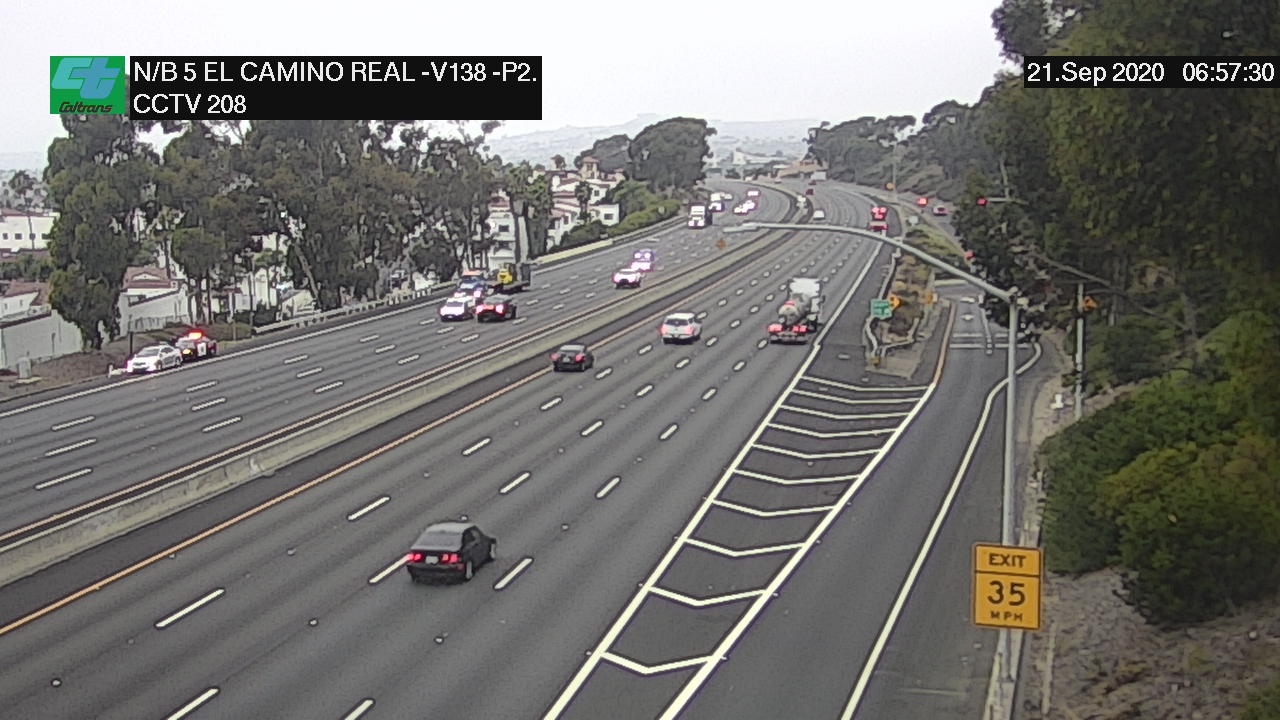 N/B 5 EL CAMINO REAL -V138 -P2.
CCTV 208
Caltrans
21.Sep 2020 06:57:30
EXIT
35
MPH